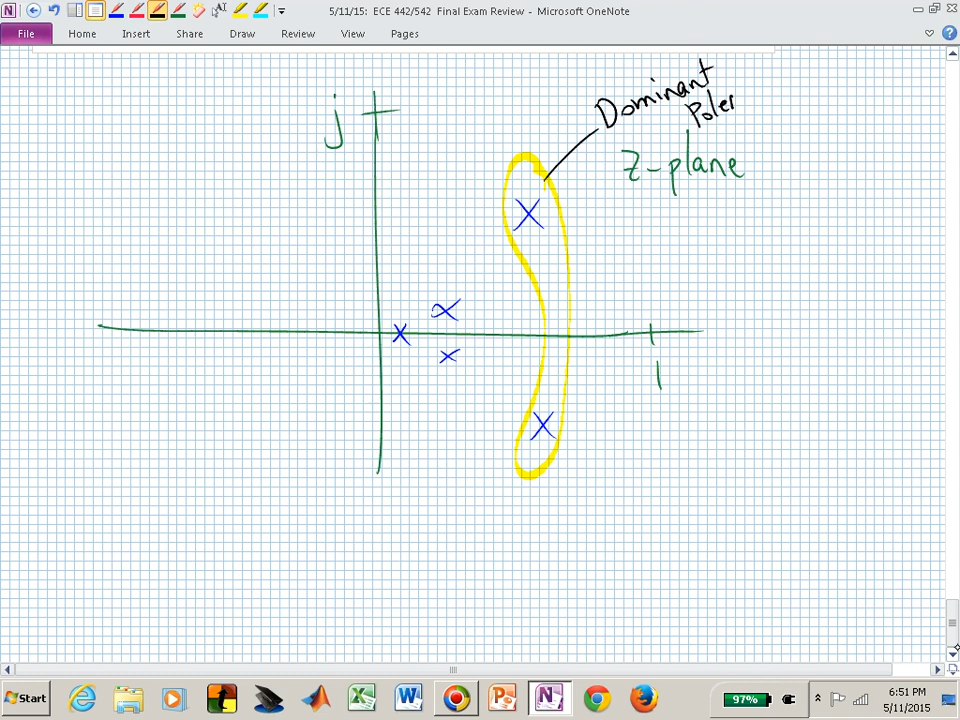 5/11/15: ECE 442/542 Final Exam Review - Microsoft OneNote
File Home Insert Share Draw Review View Pages
Dominant
Poles
j
z-plane
1
Start
97%
6:51 PM
5/11/2015